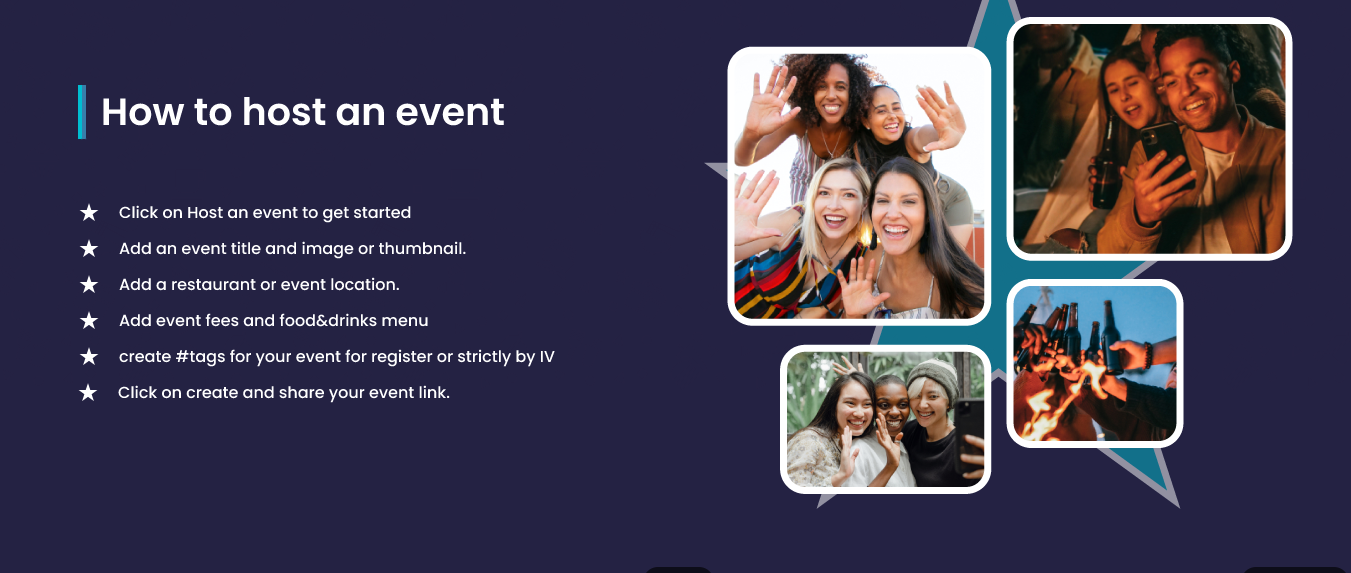 How to host an event
Click on Host an event to get started
Add an event title and image or thumbnail.
Add a restaurant or event location.
Add event fees and food&drinks menu
create #tags for your event for register or strictly by IV
Click on create and share your event link.